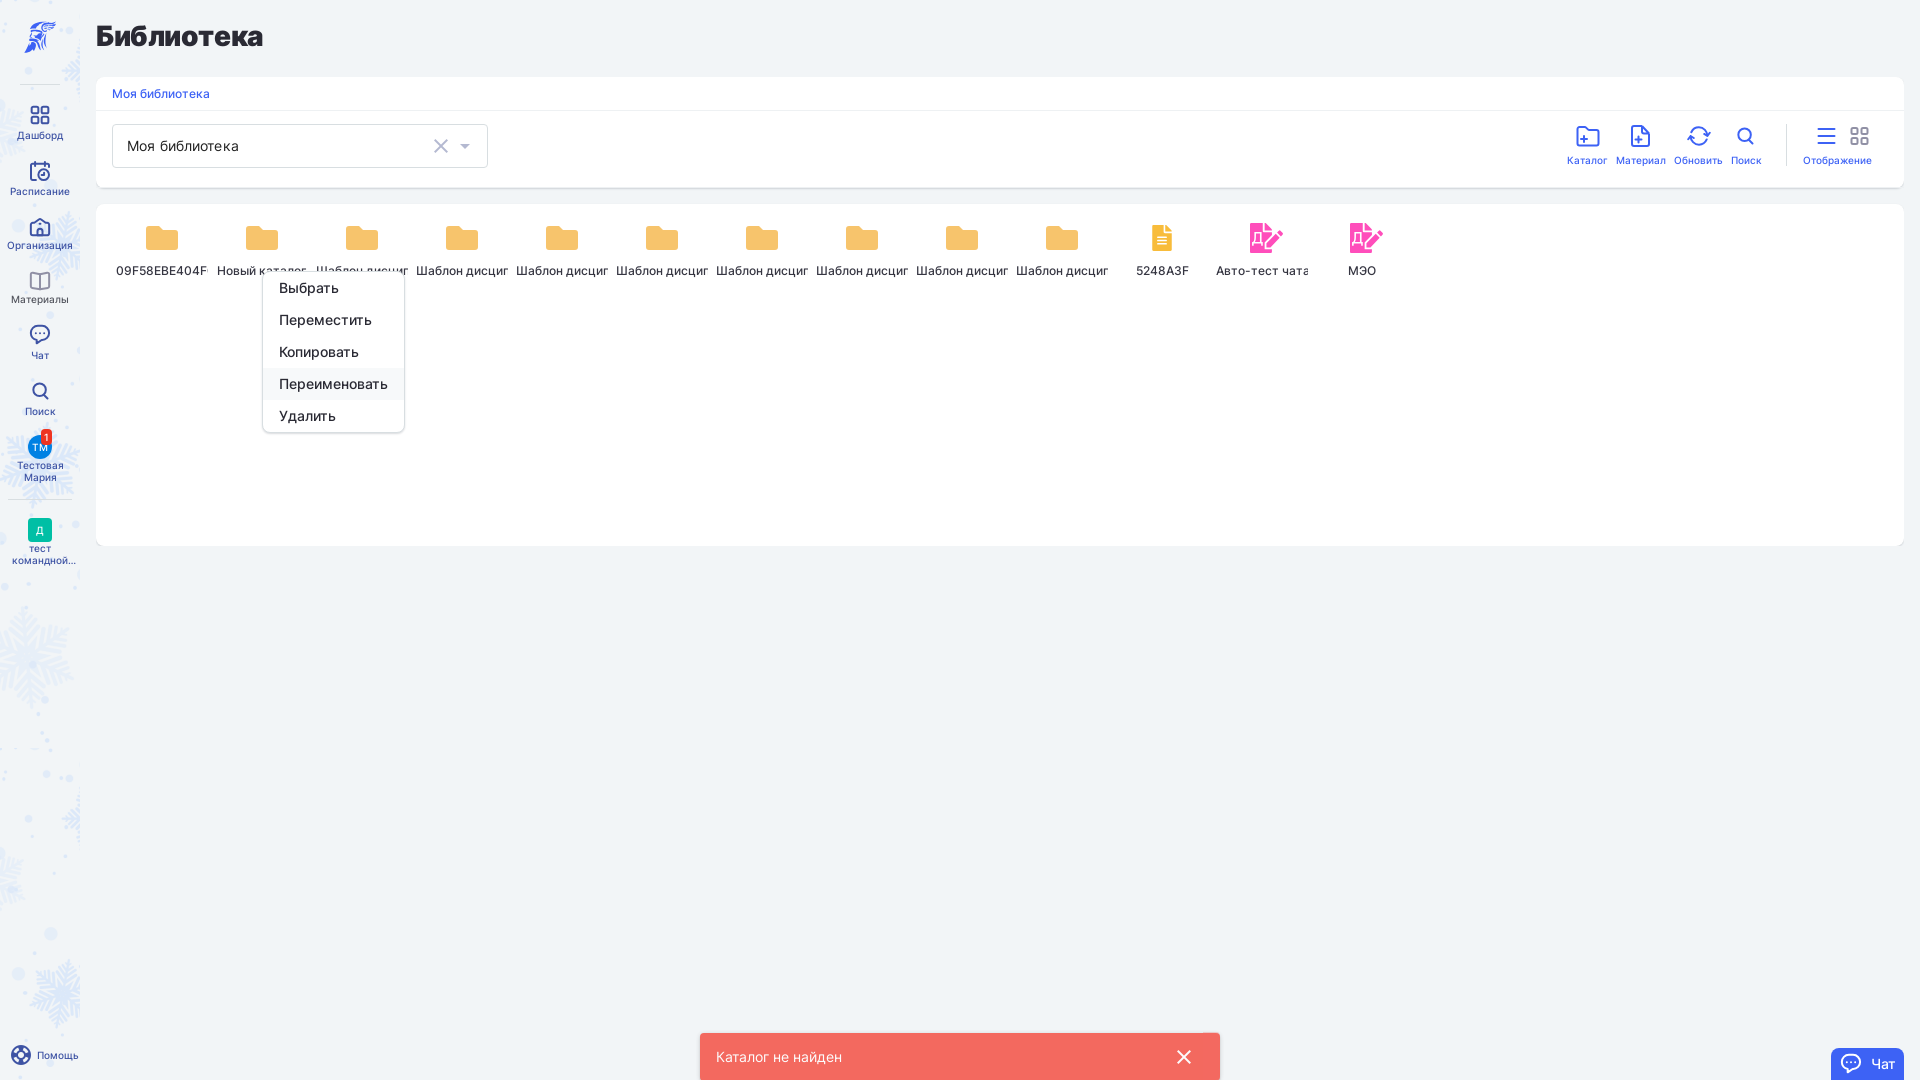 Библиотека
Моя библиотека
Моя библиотека
Каталог
Материал
Обновить
Поиск
Отображение
Дашборд
Расписание
Организация
Материалы
Чат
Поиск
ТМ
1
Тестовая
Мария
Д
тест
командной...
Помощь
09F58EBE404F
Новый каталог
Шаблон дисцип
Шаблон дисцип
Шаблон дисцип
Шаблон дисцип
Шаблон дисцип
Шаблон дисцип
Шаблон дисцип
Шаблон дисцип
5248A3F
Авто-тест чата
МЭО
Выбрать
Переместить
Копировать
Переименовать
Удалить
Каталог не найден
Чат